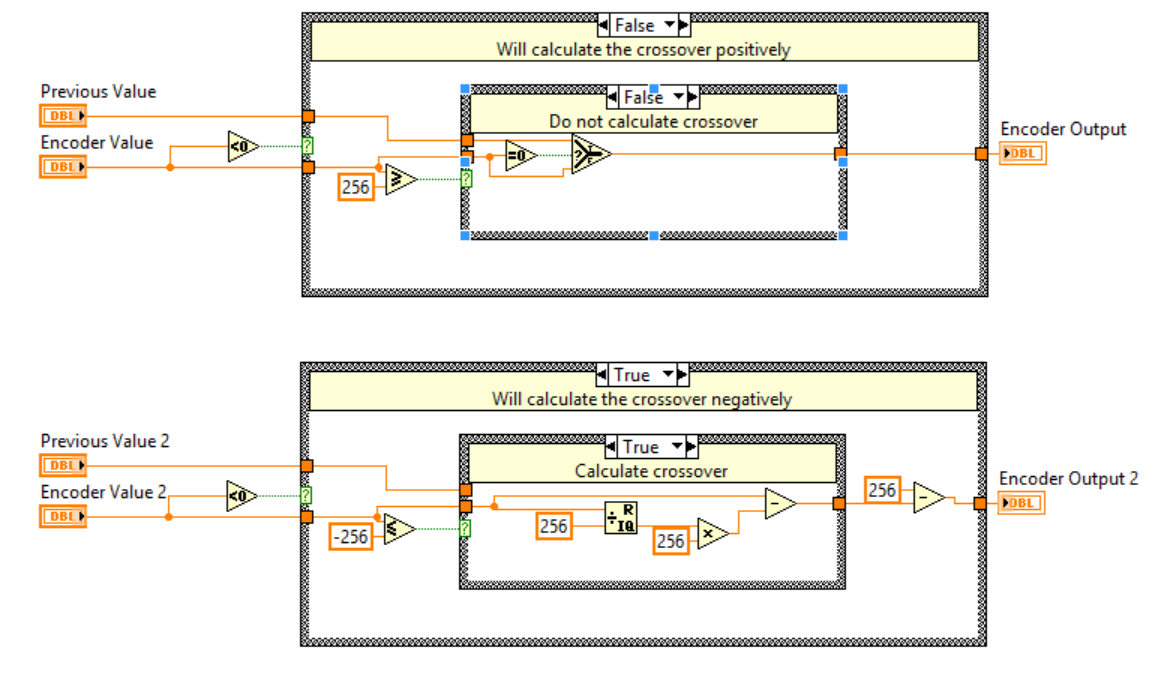 False
Will calculate the crossover positively
Previous Value
DBL
False
Do not calculate crossover
Encoder Value
<0
?
DBL
=0
?
F
256
≥
?
Encoder Output
DBL
True
Will calculate the crossover negatively
Previous Value 2
DBL
True
Calculate crossover
Encoder Value 2
<0
?
DBL
-256
≤
?
256
÷ R
IQ
256
×
-
256
-
Encoder Output 2
DBL